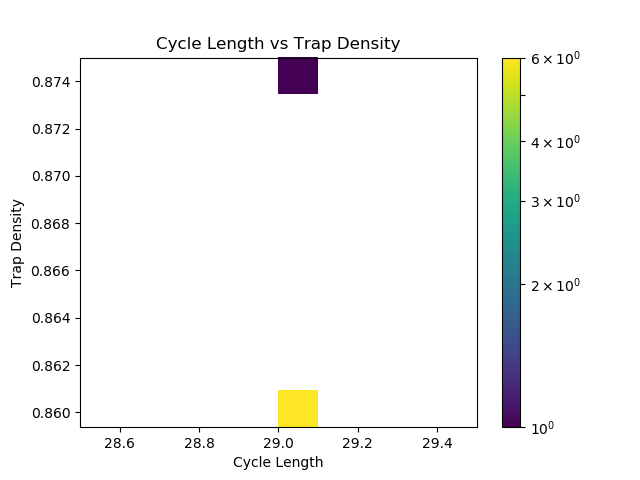 Cycle Length vs Trap Density
0.874
0.872
0.870
0.868
0.866
0.864
0.862
0.860
Trap Density
28.6 28.8 29.0 29.2 29.4
Cycle Length
6 × 10⁰
4 × 10⁰
3 × 10⁰
2 × 10⁰
10⁰